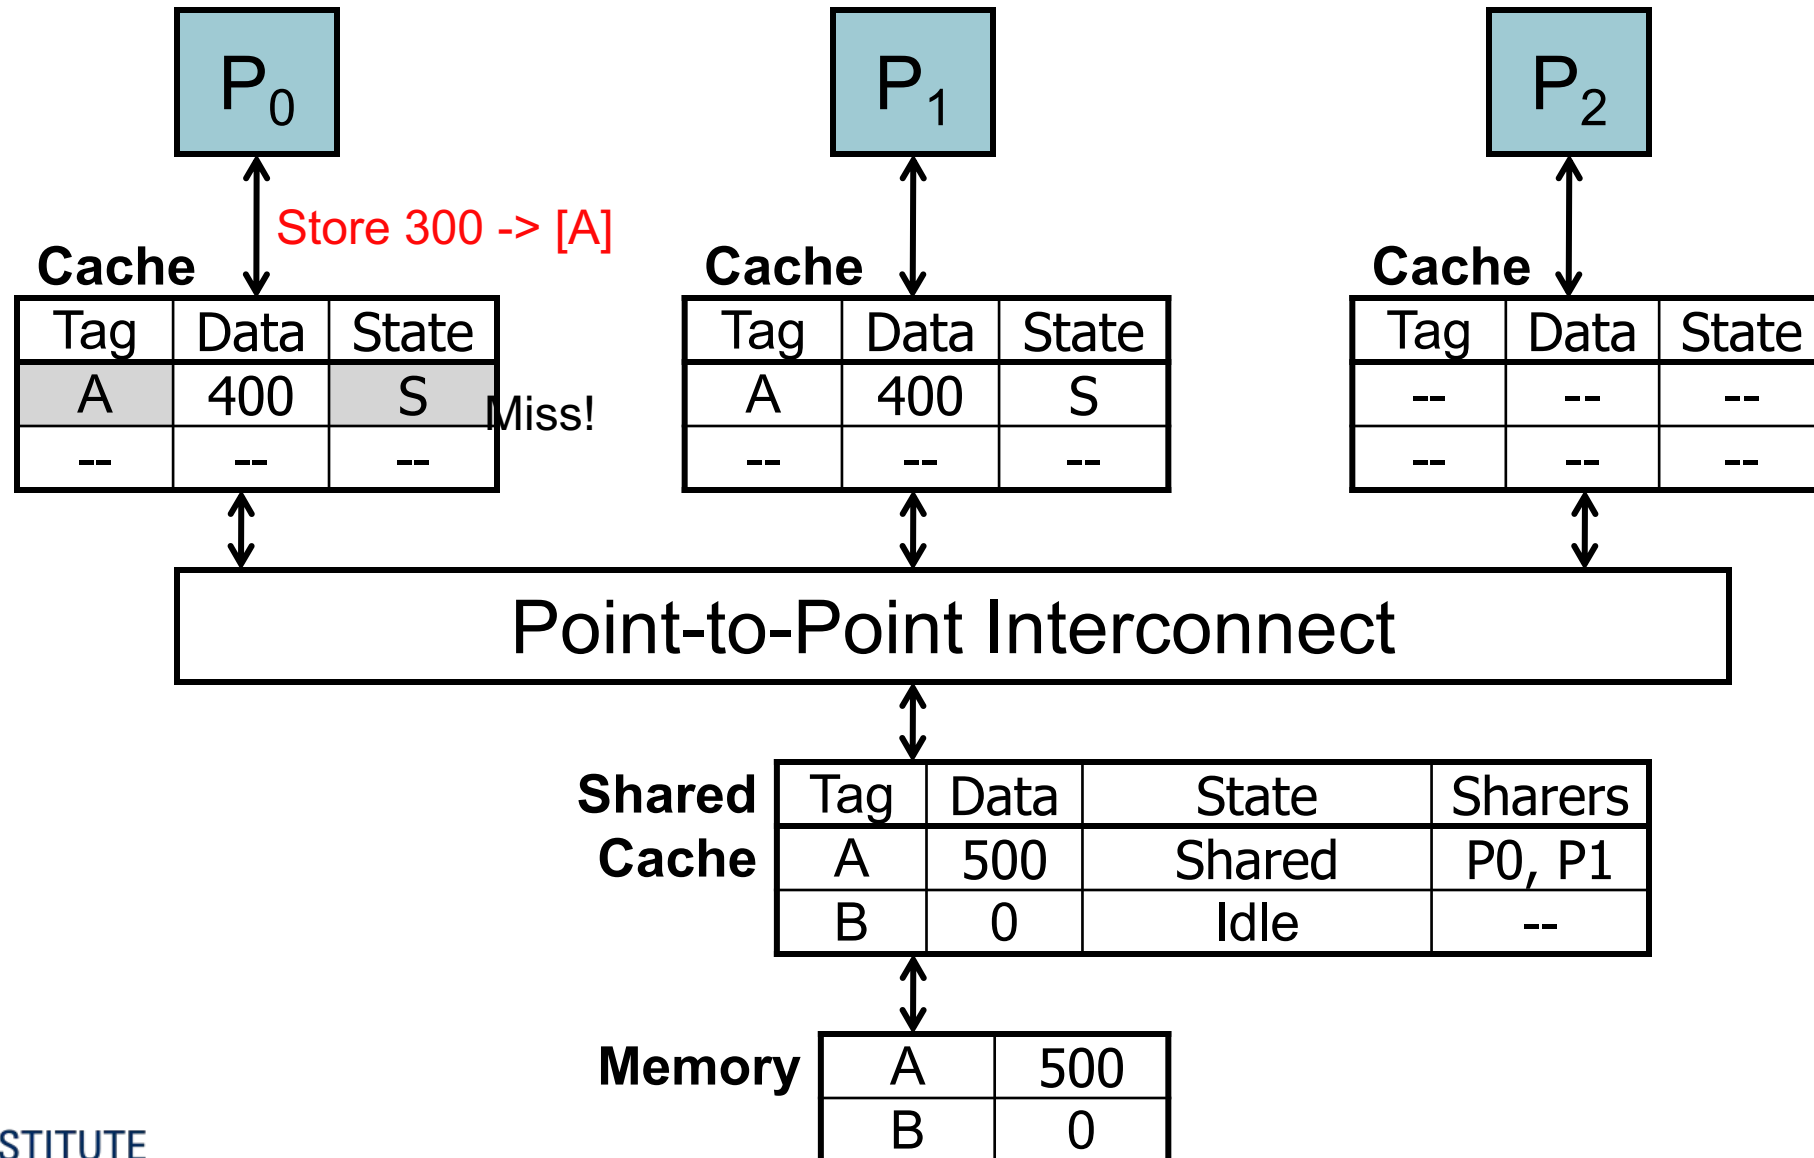 P0 P1 P2
Store 300 -> [A]
Cache Cache Cache
Tag Data State Tag Data State Tag Data State
A 400 S Miss! A 400 S -- -- --
-- -- -- -- -- -- -- -- --
Point-to-Point Interconnect
Shared Tag Data State Sharers
Cache A 500 Shared P0, P1
B 0 Idle --
Memory A 500
B 0
STITUTE